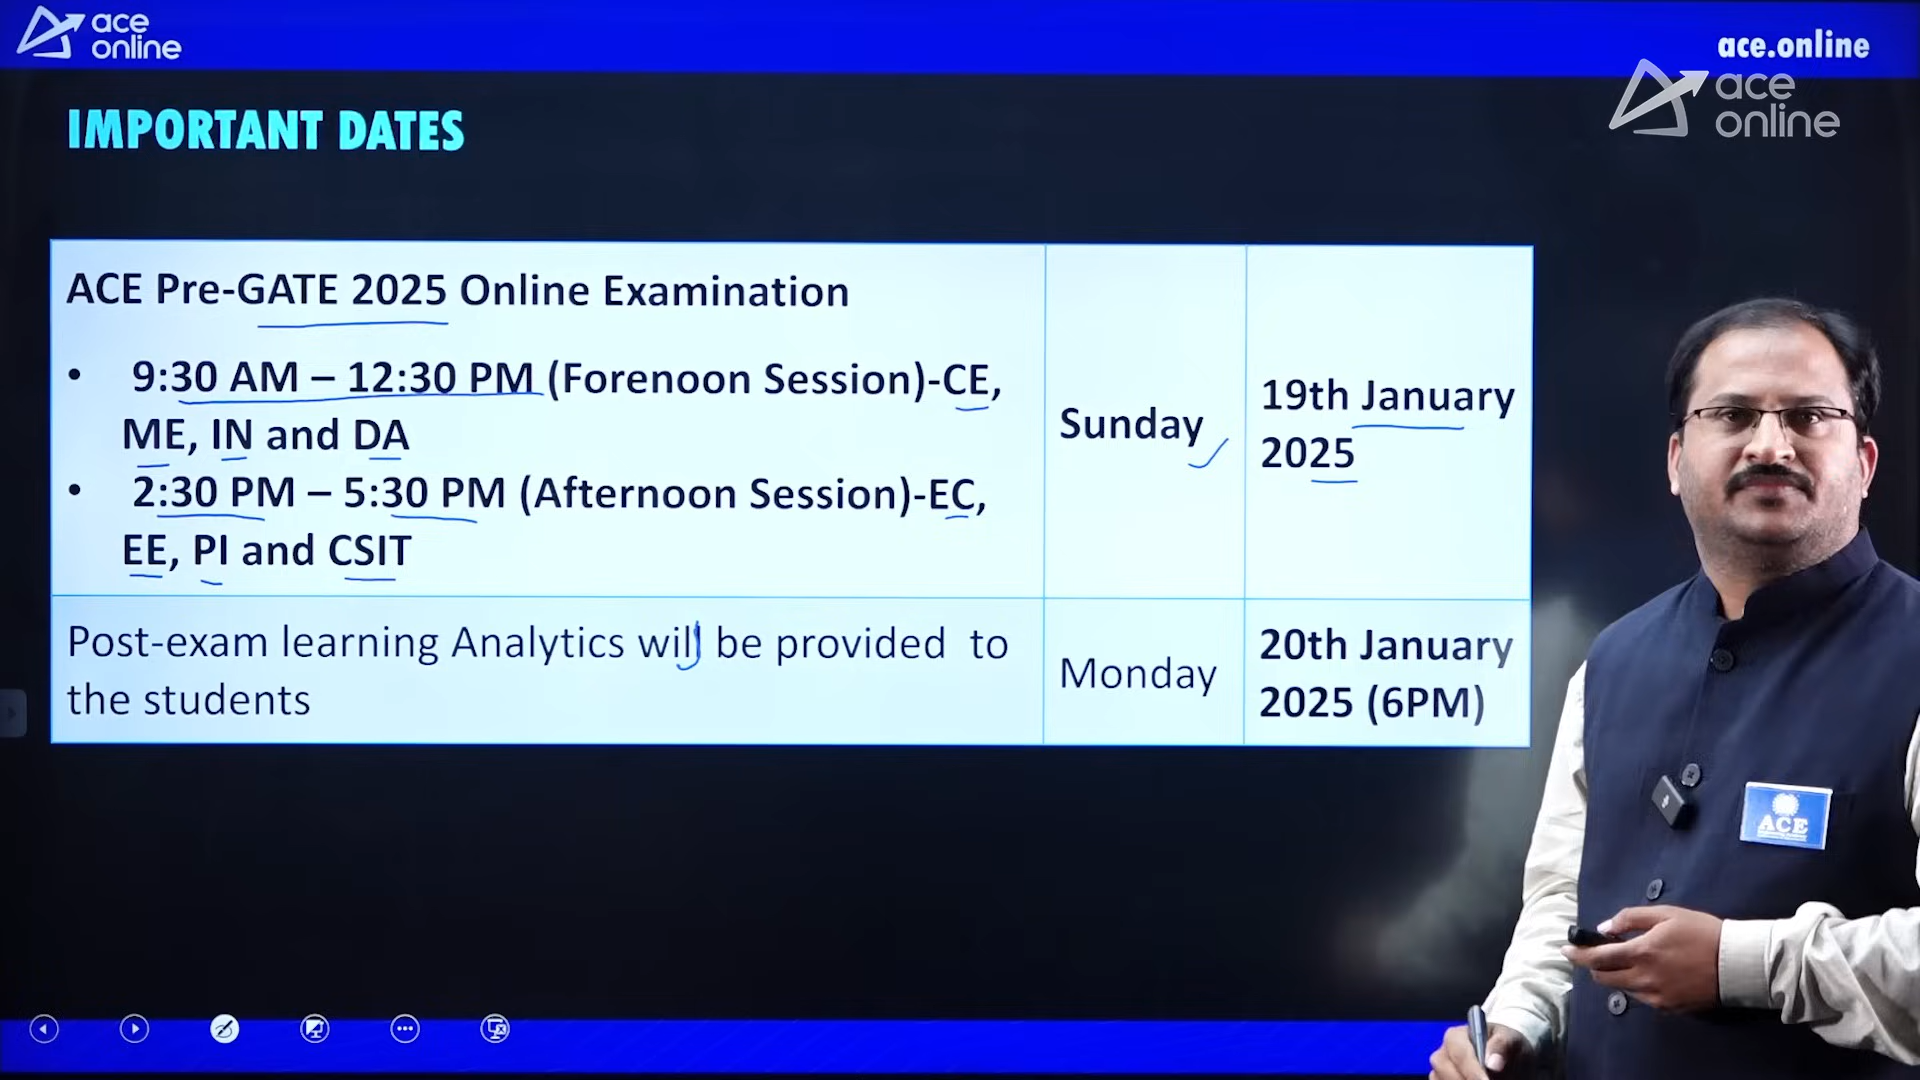 ace
online
ace.online
ace
online
IMPORTANT DATES
ACE Pre-GATE 2025 Online Examination
• 9:30 AM – 12:30 PM (Forenoon Session)-CE,
ME, IN and DA
• 2:30 PM – 5:30 PM (Afternoon Session)-EC,
EE, PI and CSIT
Sunday
19th January
2025
Post-exam learning Analytics will be provided to
the students
Monday
20th January
2025 (6PM)
ACE